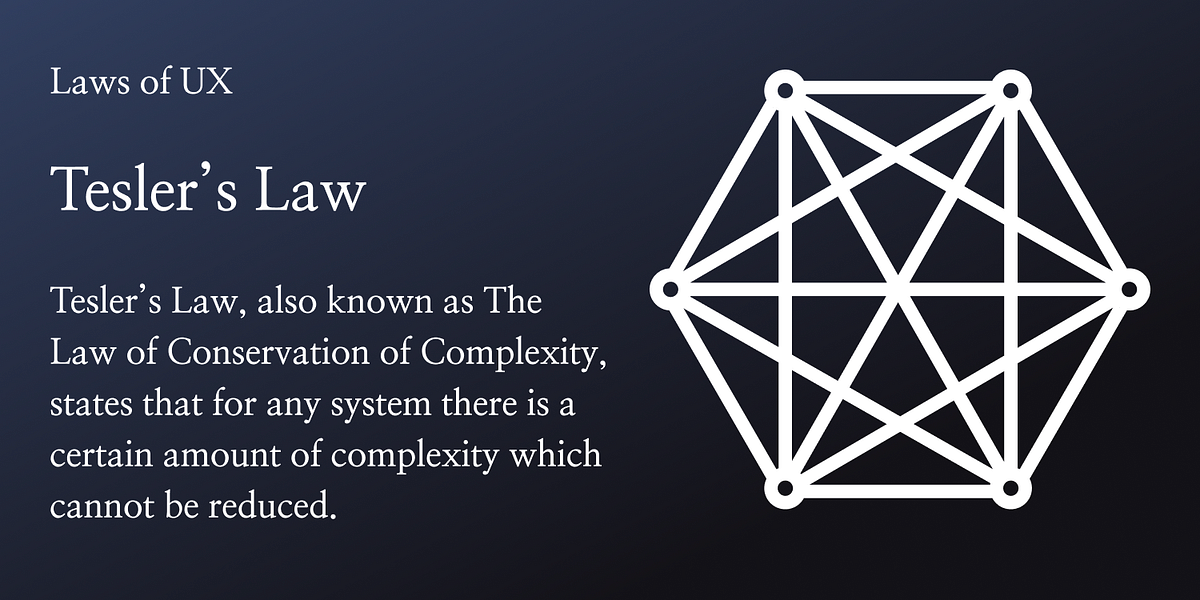 Laws of UX
Tesler’s Law
Tesler’s Law, also known as The
Law of Conservation of Complexity,
states that for any system there is a
certain amount of complexity which
cannot be reduced.